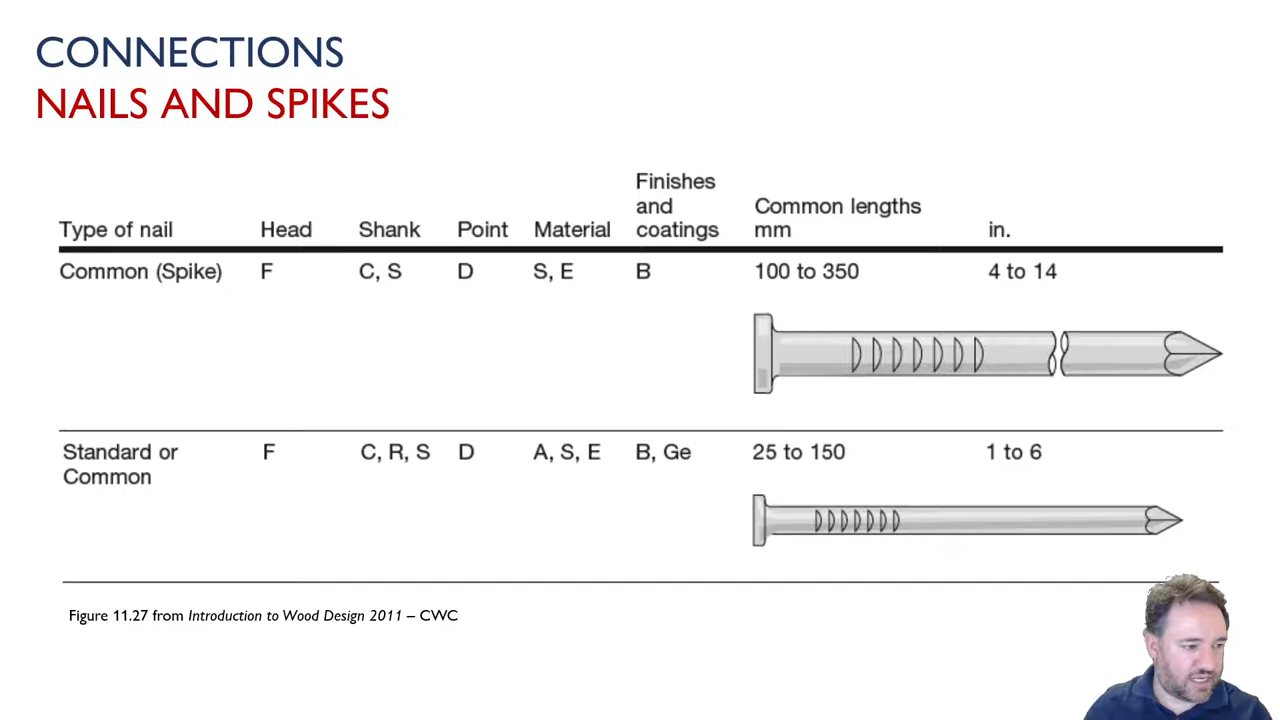 CONNECTIONS
NAILS AND SPIKES
Finishes
and Common lengths
Type of nail Head Shank Point Material coatings mm in.
Common (Spike) F C, S D S, E B 100 to 350 4 to 14
Standard or F C, R, S D A, S, E B, Ge 25 to 150 1 to 6
Common
Figure 11.27 from Introduction to Wood Design 2011 – CWC